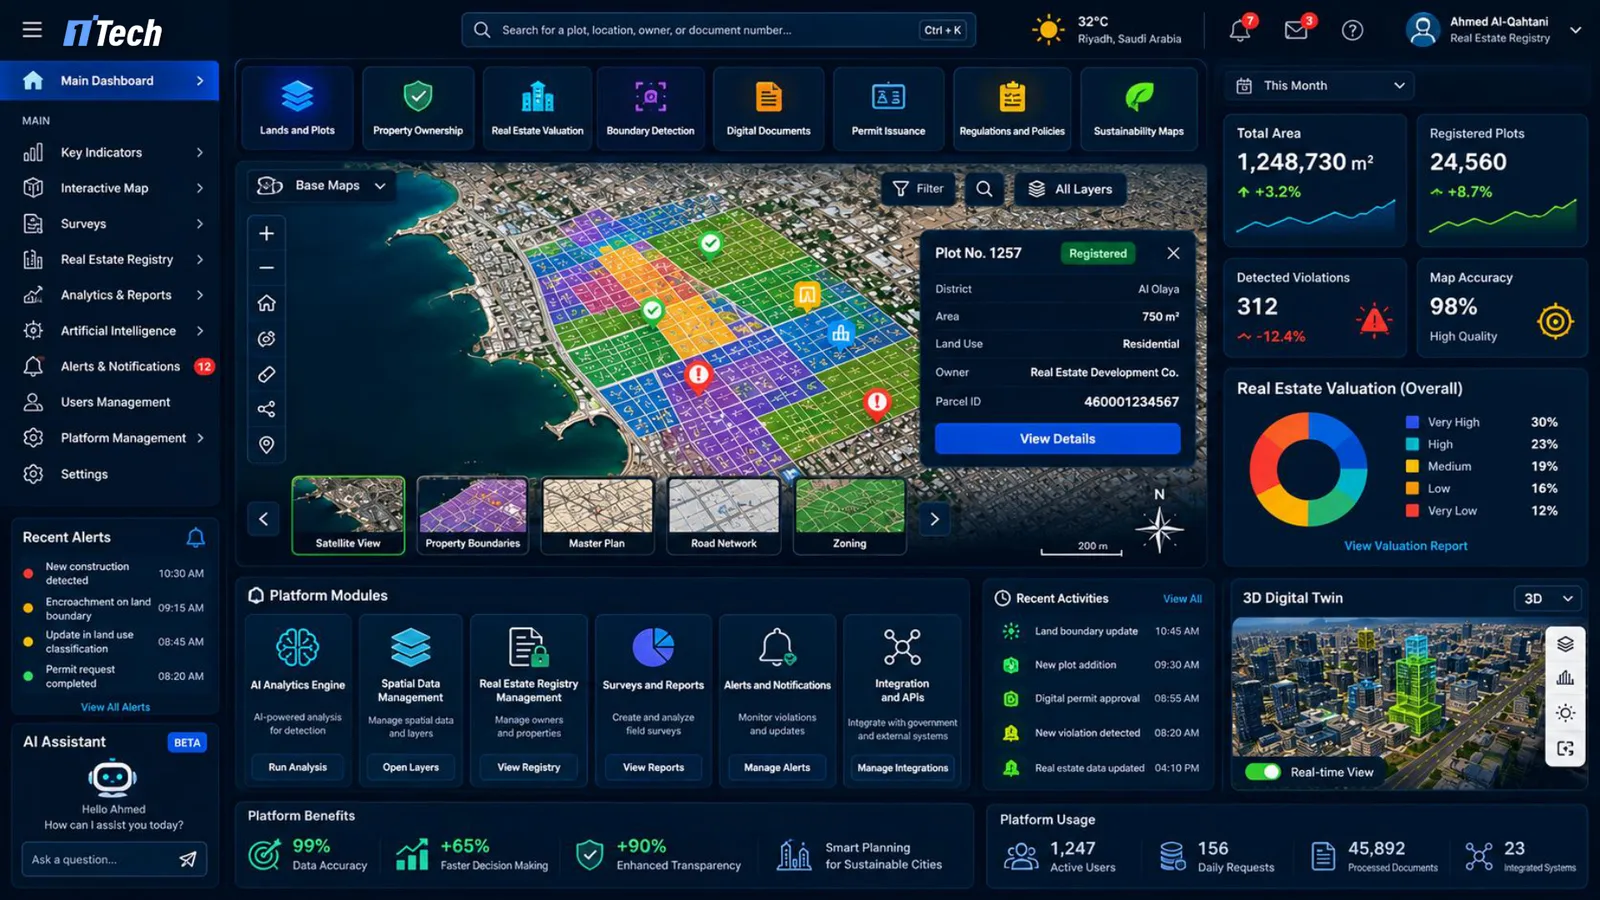 1Tech
Search for a plot, location, owner, or document number...
Ctrl + K
32°C
Riyadh, Saudi Arabia
7
3
Ahmed Al-Qahtani
Real Estate Registry
Main Dashboard
MAIN
Key Indicators
Interactive Map
Surveys
Real Estate Registry
Analytics & Reports
Artificial Intelligence
Alerts & Notifications
12
Users Management
Platform Management
Settings
Recent Alerts
New construction
detected
10:30 AM
Encroachment on land
boundary
09:15 AM
Update in land use
classification
08:45 AM
Permit request
completed
08:20 AM
View All Alerts
AI Assistant
BETA
Hello Ahmed
How can I assist you today?
Ask a question...
Lands and Plots
Property Ownership
Real Estate Valuation
Boundary Detection
Digital Documents
Permit Issuance
Regulations and Policies
Sustainability Maps
Base Maps
Filter
All Layers
Plot No. 1257
Registered
District
Al Olaya
Area
750 m²
Land Use
Residential
Owner
Real Estate Development Co.
Parcel ID
460001234567
View Details
Satellite View
Property Boundaries
Master Plan
Road Network
Zoning
200 m
N
This Month
Total Area
1,248,730 m²
+3.2%
Registered Plots
24,560
+8.7%
Detected Violations
312
-12.4%
Map Accuracy
98%
High Quality
Real Estate Valuation (Overall)
Very High 30%
High 23%
Medium 19%
Low 16%
Very Low 12%
View Valuation Report
Platform Modules
AI Analytics Engine
AI-powered analysis
for detection
Run Analysis
Spatial Data
Management
Manage spatial data
and layers
Open Layers
Real Estate Registry
Management
Manage owners
and properties
View Registry
Surveys and Reports
Create and analyze
field surveys
View Reports
Alerts and Notifications
Monitor violations
and updates
Manage Alerts
Integration
and APIs
Integrate with government
and external systems
Manage Integrations
Recent Activities
View All
Land boundary update 10:45 AM
New plot addition 09:30 AM
Digital permit approval 08:55 AM
New violation detected 08:20 AM
Real estate data updated 04:10 PM
3D Digital Twin
3D
Real-time View
Platform Benefits
99%
Data Accuracy
+65%
Faster Decision Making
+90%
Enhanced Transparency
Smart Planning
for Sustainable Cities
Platform Usage
1,247
Active Users
156
Daily Requests
45,892
Processed Documents
23
Integrated Systems